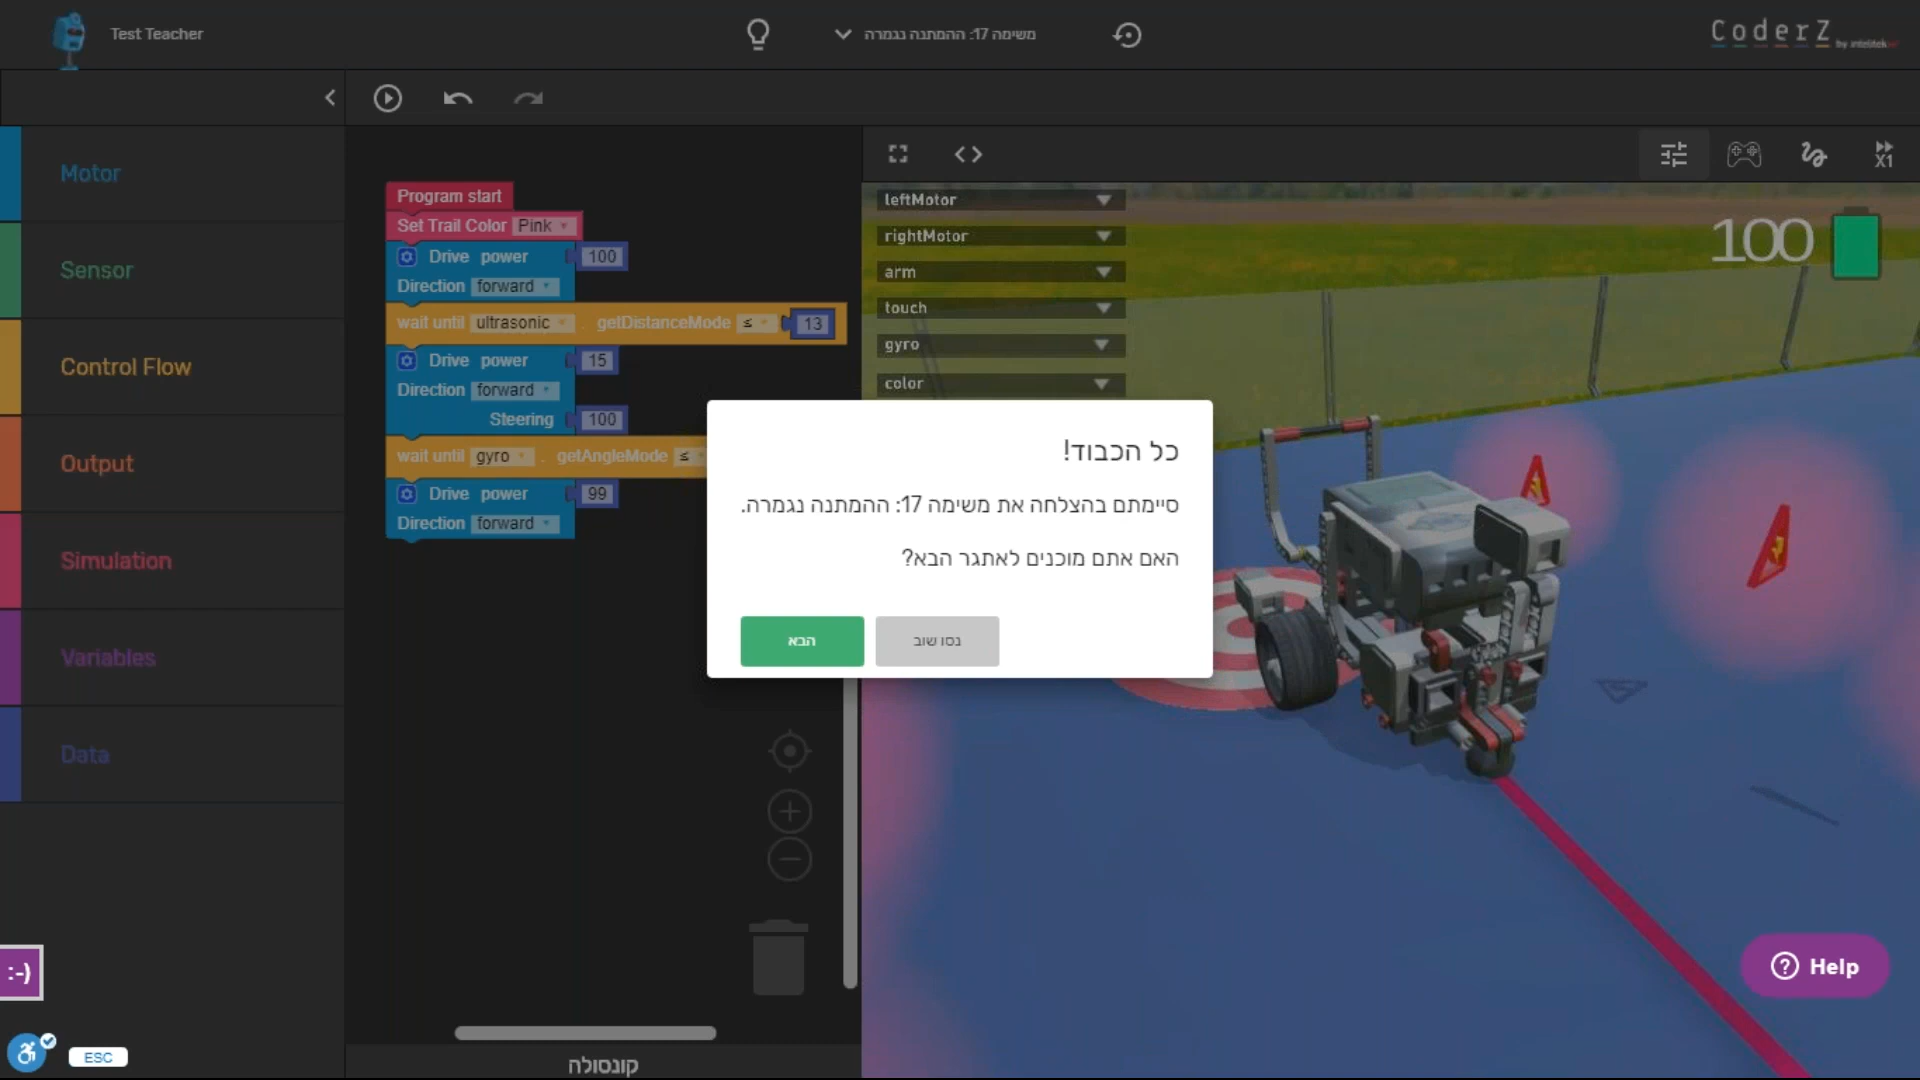 Test Teacher
משימה 17: ההמתנה נגמרה
CoderZ
by intelitek
Motor
Sensor
Control Flow
Output
Simulation
Variables
Data
Program start
Set Trail Color Pink
Drive power 100
Direction forward
wait until ultrasonic . getDistanceMode ≤ 13
Drive power 15
Direction forward
Steering 100
wait until gyro . getAngleMode ≤
Drive power 99
Direction forward
X1
leftMotor
rightMotor
arm
touch
gyro
color
100
כל הכבוד!
סיימתם בהצלחה את משימה 17: ההמתנה נגמרה.
האם אתם מוכנים לאתגר הבא?
נסו שוב
הבא
:-)
? Help
ESC
קונסולה